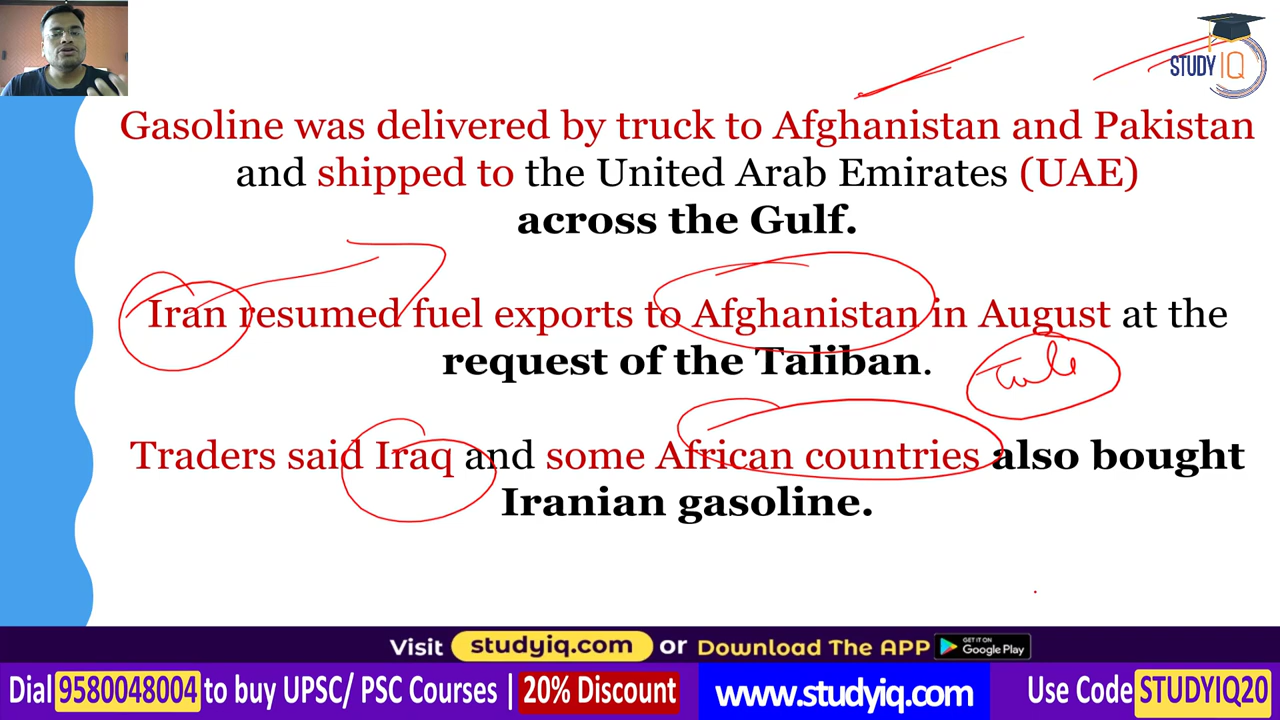 STUDY IQ
Gasoline was delivered by truck to Afghanistan and Pakistan
and shipped to the United Arab Emirates (UAE)
across the Gulf.
Iran resumed fuel exports to Afghanistan in August at the
request of the Taliban.
Traders said Iraq and some African countries also bought
Iranian gasoline.
Visit studyiq.com or Download The APP GET IT ON Google Play
Dial 9580048004 to buy UPSC/ PSC Courses | 20% Discount www.studyiq.com Use Code STUDYIQ20